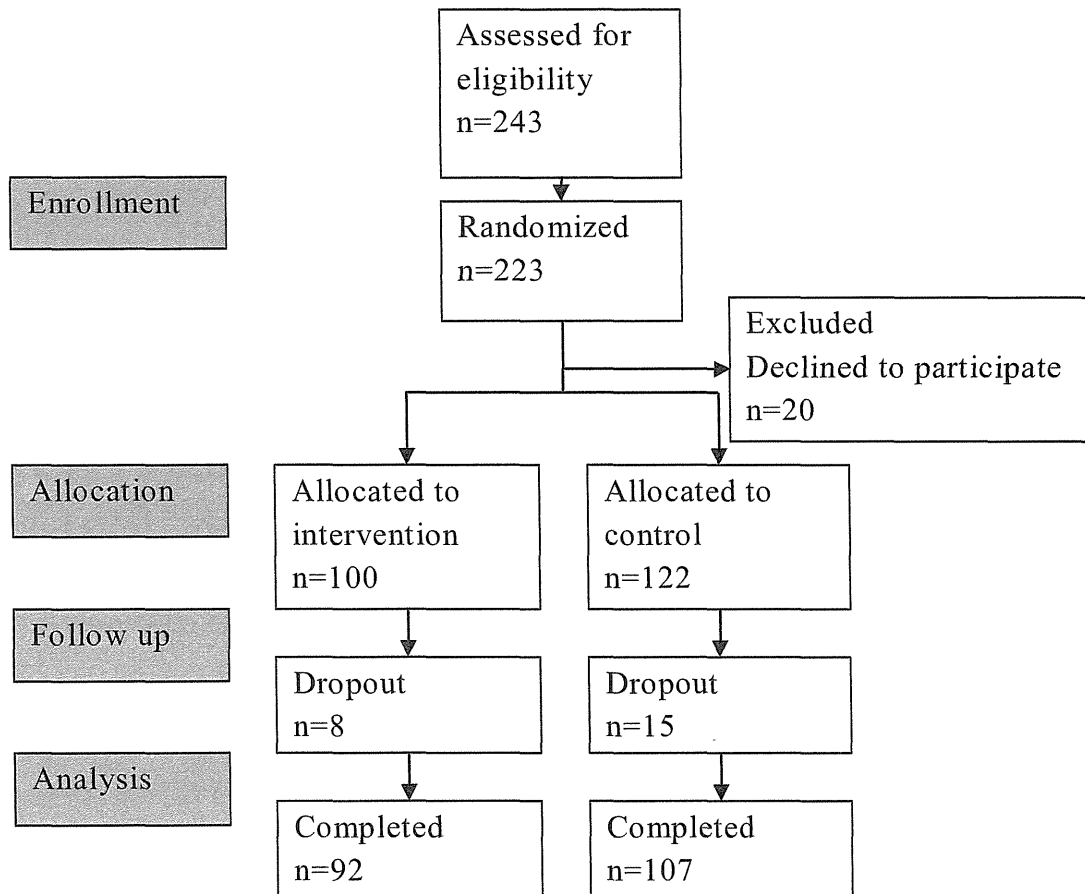 Assessed for
eligibility
n=243
Enrollment
Randomized
n=223
Excluded
Declined to participate
n=20
Allocation
Allocated to
intervention
n=100
Allocated to
control
n=122
Follow up
Dropout
n=8
Dropout
n=15
Analysis
Completed
n=92
Completed
n=107